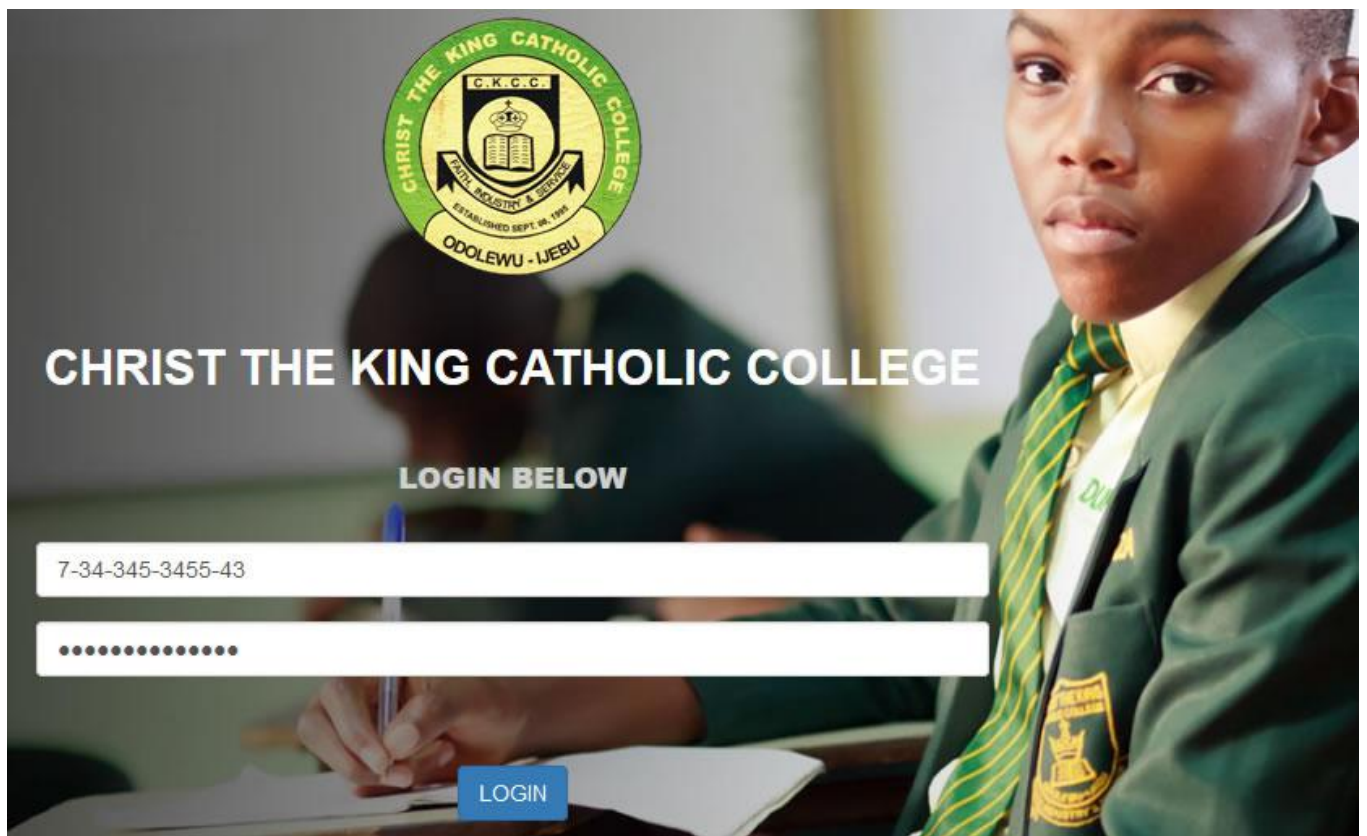 CHRIST THE KING CATHOLIC COLLEGE
C.K.C.C.
FAITH, INDUSTRY & SERVICE
ESTABLISHED SEPT. 08, 1995
ODOLEWU - IJEBU
CHRIST THE KING CATHOLIC COLLEGE
LOGIN BELOW
7-34-345-3455-43
••••••••••••••
LOGIN